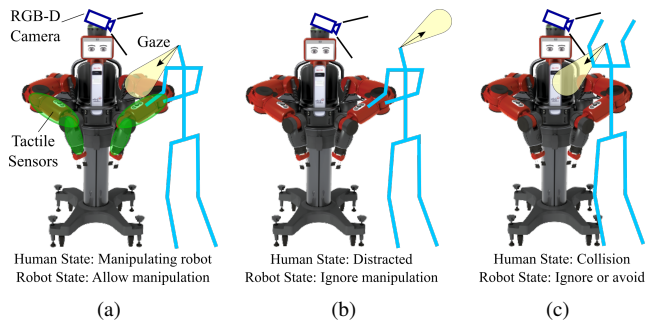 RGB-D
Camera
Gaze
Tactile
Sensors
Human State: Manipulating robot
Robot State: Allow manipulation
(a)
Human State: Distracted
Robot State: Ignore manipulation
(b)
Human State: Collision
Robot State: Ignore or avoid
(c)